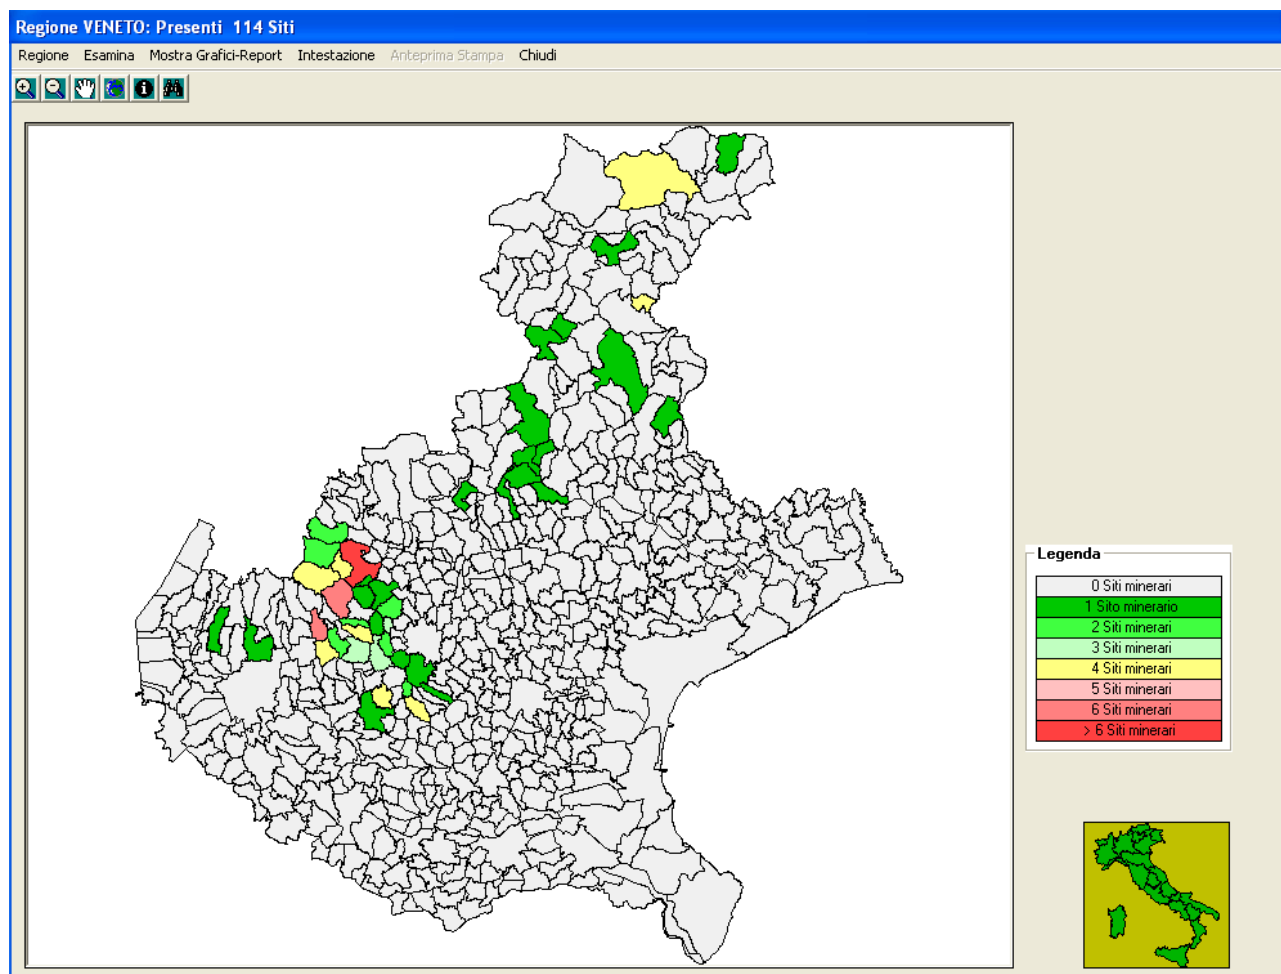 Regione VENETO: Presenti 114 Siti
Regione Esamina Mostra Grafici-Report Intestazione Anteprima Stampa Chiudi
Legenda
0 Siti minerari
1 Sito minerario
2 Siti minerari
3 Siti minerari
4 Siti minerari
5 Siti minerari
6 Siti minerari
> 6 Siti minerari